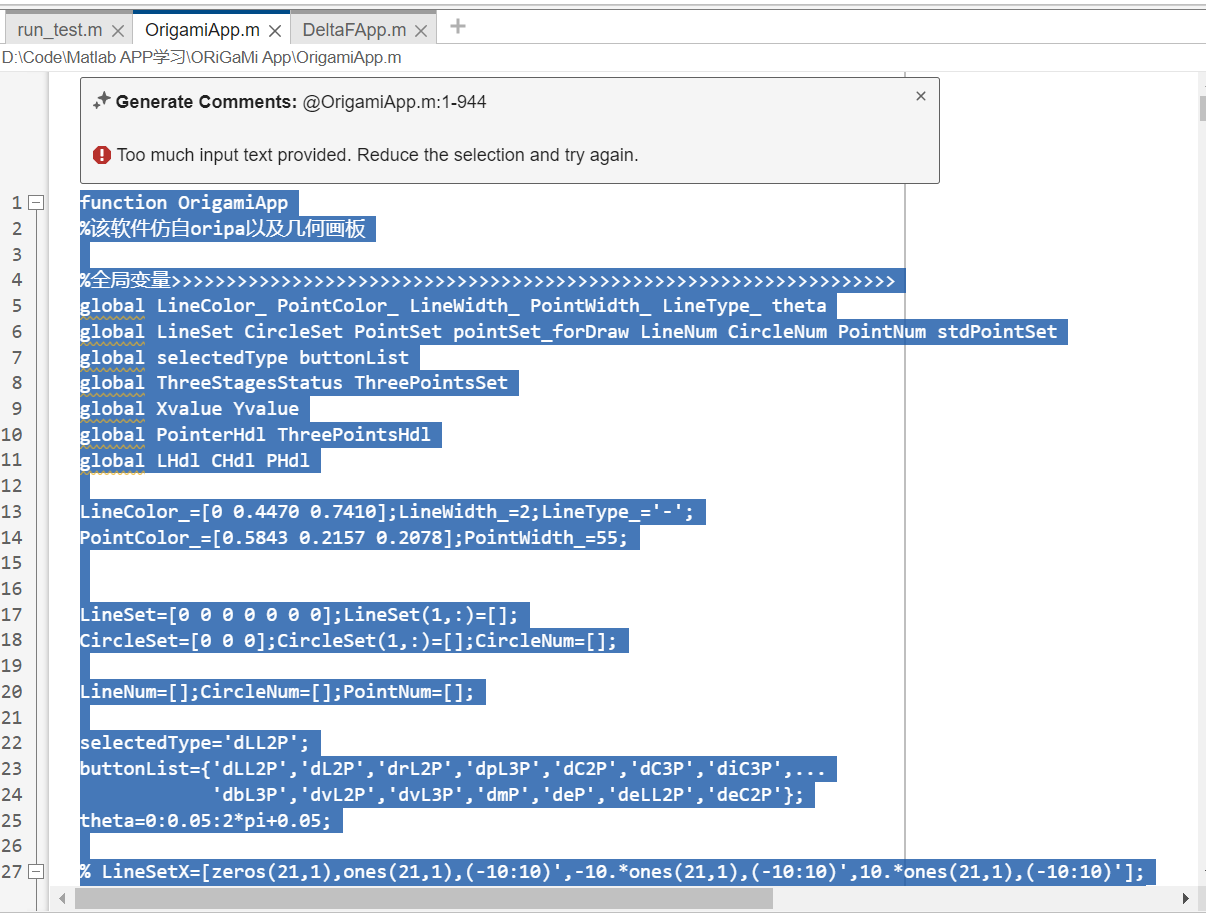 run_test.m × OrigamiApp.m × DeltaFApp.m × +
D:\Code\Matlab APP学习\ORiGaMi App\OrigamiApp.m
Generate Comments: @OrigamiApp.m:1-944 ×
Too much input text provided. Reduce the selection and try again.
1 function OrigamiApp
2 %该软件仿自oripa以及几何画板
3
4 %全局变量>>>>>>>>>>>>>>>>>>>>>>>>>>>>>>>>>>>>>>>>>>>>>>>>>>>>>>>>>>>>>>>>>>
5 global LineColor_ PointColor_ LineWidth_ PointWidth_ LineType_ theta
6 global LineSet CircleSet PointSet pointSet_forDraw LineNum CircleNum PointNum stdPointSet
7 global selectedType buttonList
8 global ThreeStagesStatus ThreePointsSet
9 global Xvalue Yvalue
10 global PointerHdl ThreePointsHdl
11 global LHdl CHdl PHdl
12
13 LineColor_=[0 0.4470 0.7410];LineWidth_=2;LineType_='-';
14 PointColor_=[0.5843 0.2157 0.2078];PointWidth_=55;
15
16
17 LineSet=[0 0 0 0 0 0 0];LineSet(1,:)=[];
18 CircleSet=[0 0 0];CircleSet(1,:)=[];CircleNum=[];
19
20 LineNum=[];CircleNum=[];PointNum=[];
21
22 selectedType='dLL2P';
23 buttonList={'dLL2P','dL2P','drL2P','dpL3P','dC2P','dC3P','diC3P',...
24 'dbL3P','dvL2P','dvL3P','dmP','deP','deLL2P','deC2P'};
25 theta=0:0.05:2*pi+0.05;
26
27 % LineSetX=[zeros(21,1),ones(21,1),(-10:10)',-10.*ones(21,1),(-10:10)',10.*ones(21,1),(-10:10)'];